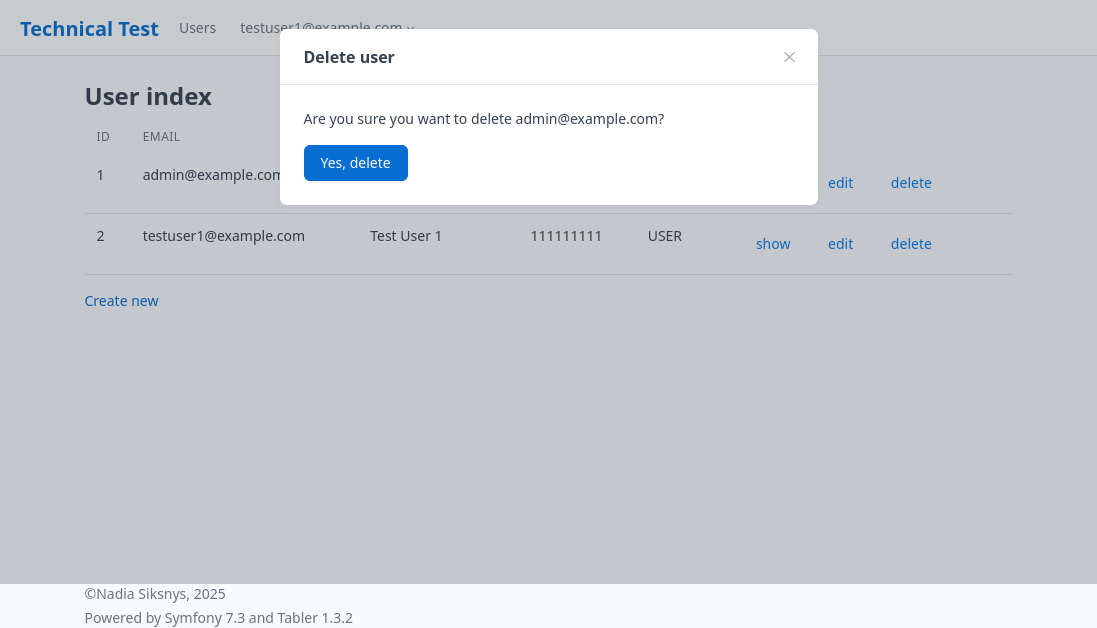 Technical Test Users testuser1@example.com
Delete user
Are you sure you want to delete admin@example.com?
Yes, delete
User index
ID EMAIL
1 admin@example.com edit delete
2 testuser1@example.com Test User 1 111111111 USER show edit delete
Create new
©Nadia Siksnys, 2025
Powered by Symfony 7.3 and Tabler 1.3.2